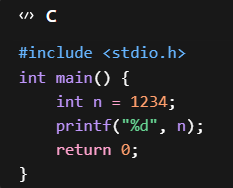 </> C
#include <stdio.h>
int main() {
    int n = 1234;
    printf("%d", n);
    return 0;
}